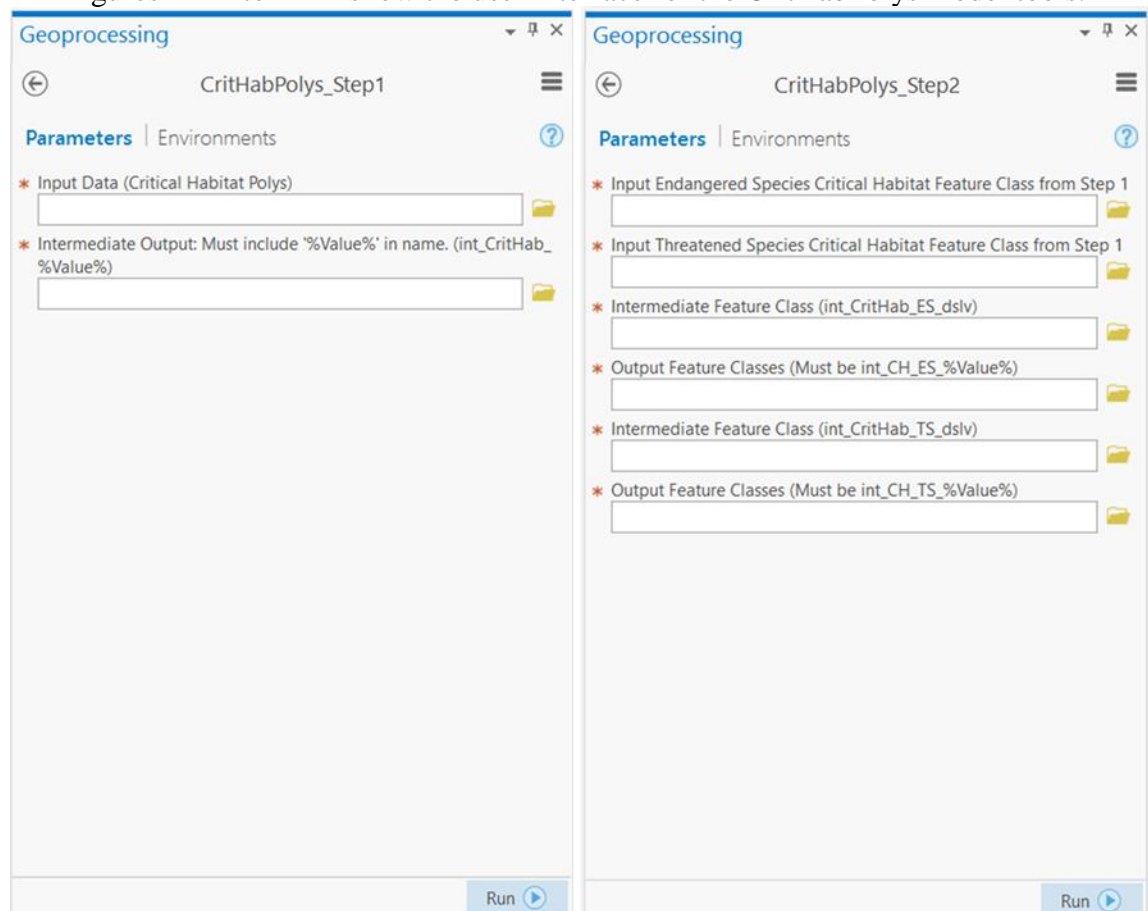 Geoprocessing
CritHabPolys_Step1
Parameters | Environments
* Input Data (Critical Habitat Polys)
* Intermediate Output: Must include '%Value%' in name. (int_CritHab_
%Value%)
Run
Geoprocessing
CritHabPolys_Step2
Parameters | Environments
* Input Endangered Species Critical Habitat Feature Class from Step 1
* Input Threatened Species Critical Habitat Feature Class from Step 1
* Intermediate Feature Class (int_CritHab_ES_dslv)
* Output Feature Classes (Must be int_CH_ES_%Value%)
* Intermediate Feature Class (int_CritHab_TS_dslv)
* Output Feature Classes (Must be int_CH_TS_%Value%)
Run